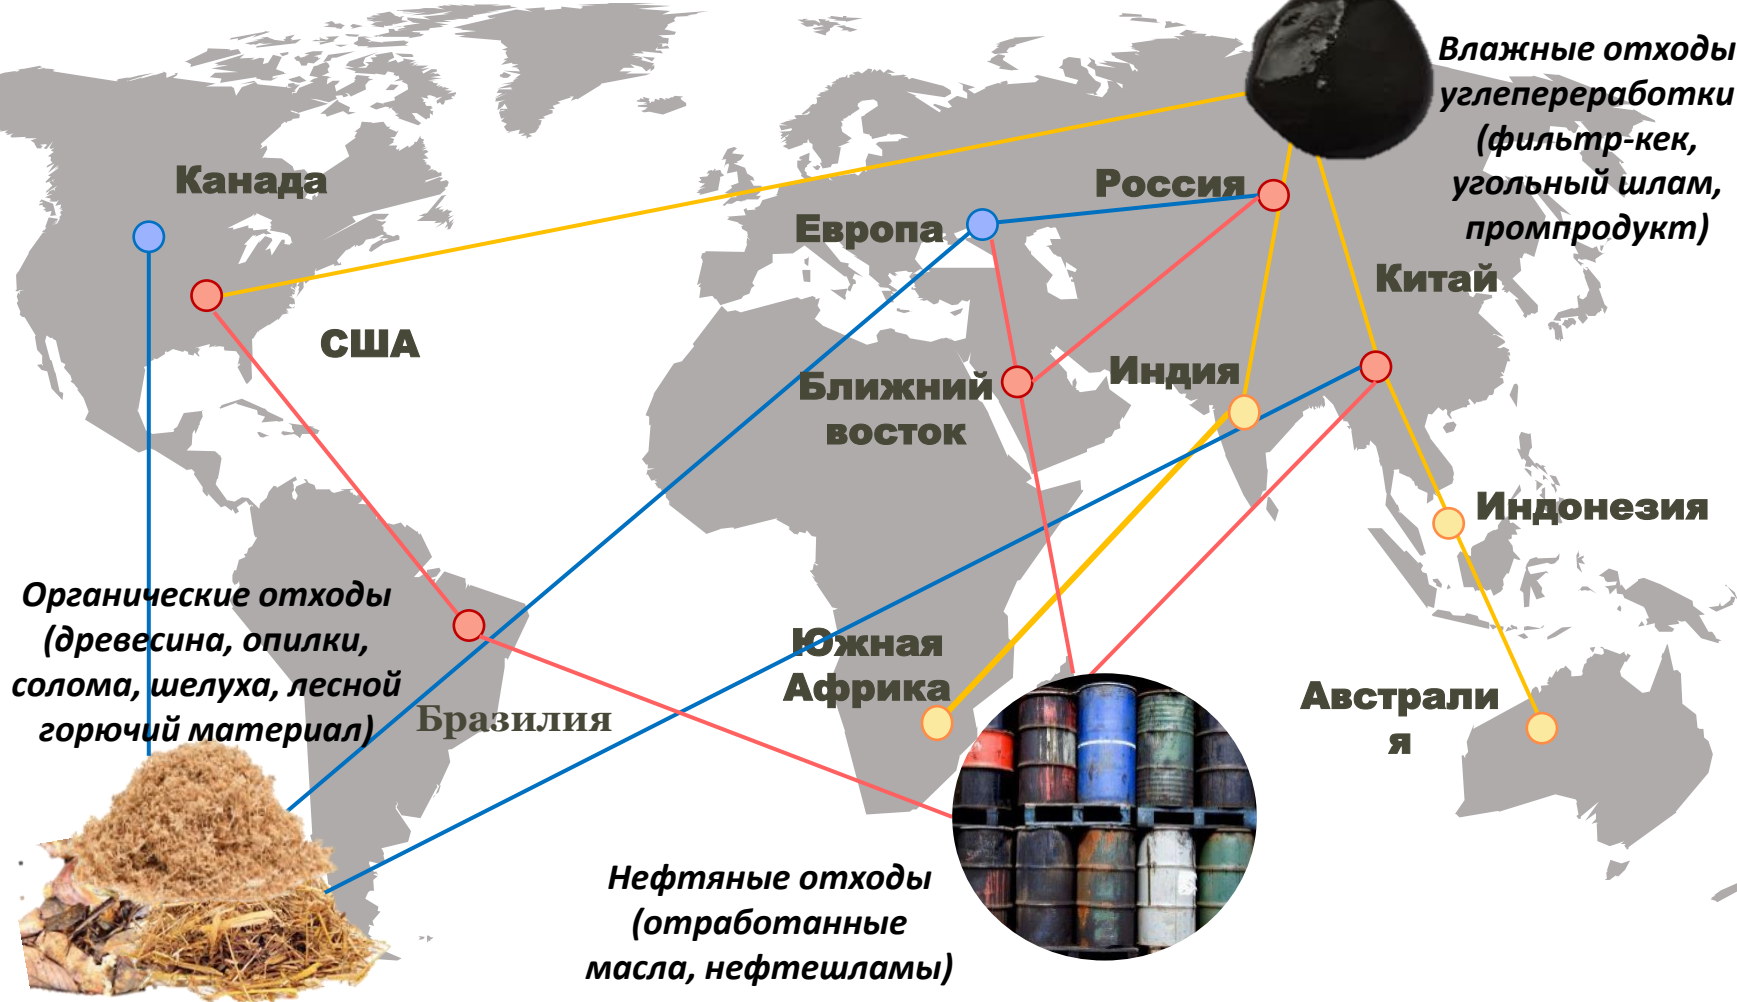 Влажные отходы
углепереработки
(фильтр-кек,
угольный шлам,
промпродукт)
Канада
Россия
Европа
Китай
США
Индия
Ближний
восток
Индонезия
Органические отходы
(древесина, опилки,
солома, шелуха, лесной
горючий материал)
Южная
Африка
Австрали
я
Бразилия
Нефтяные отходы
(отработанные
масла, нефтешламы)